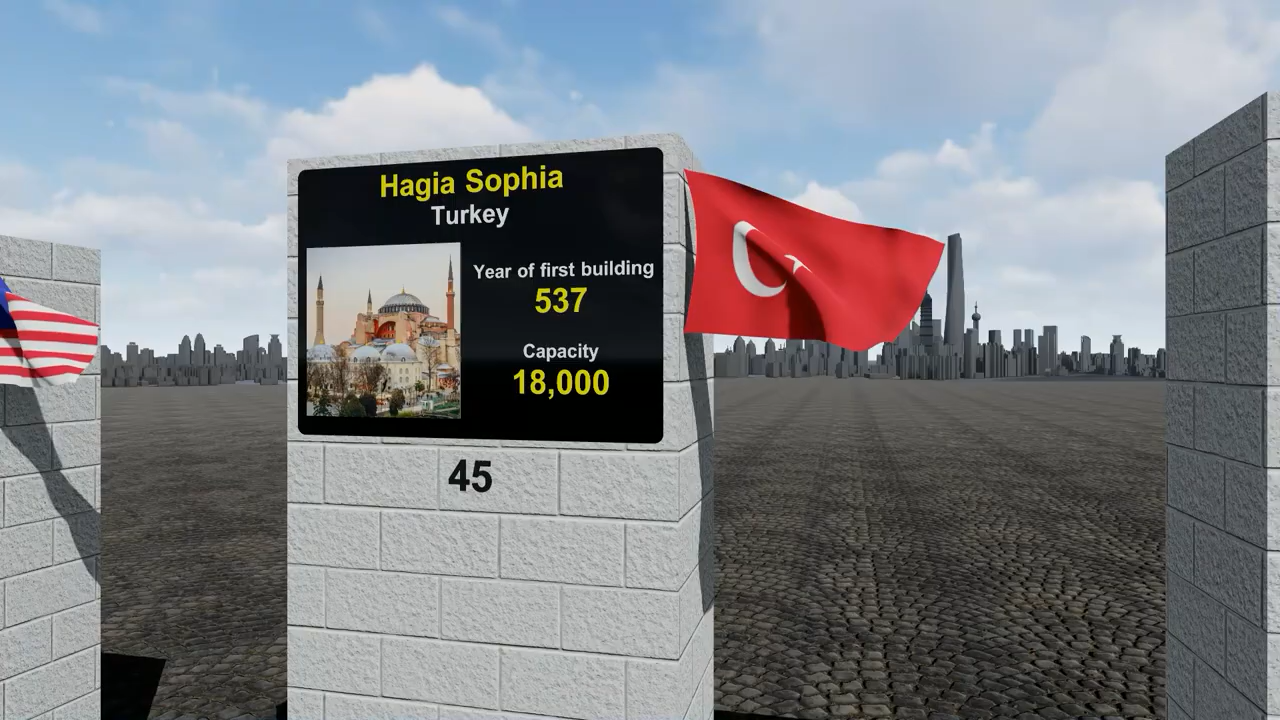 Hagia Sophia
Turkey
Year of first building
537
Capacity
18,000
45